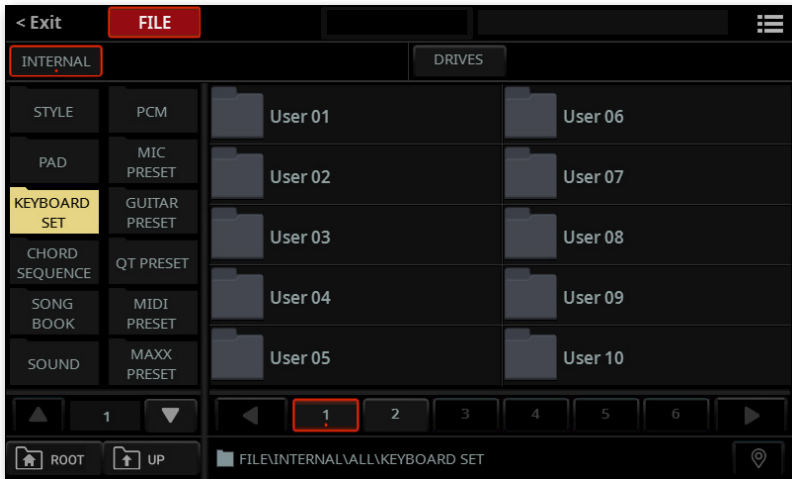 < Exit FILE
INTERNAL DRIVES
STYLE PCM
PAD MIC PRESET
KEYBOARD SET GUITAR PRESET
CHORD SEQUENCE QT PRESET
SONG BOOK MIDI PRESET
SOUND MAXX PRESET
User 01 User 06
User 02 User 07
User 03 User 08
User 04 User 09
User 05 User 10
1 1 2 3 4 5 6
ROOT UP FILE\INTERNAL\ALL\KEYBOARD SET